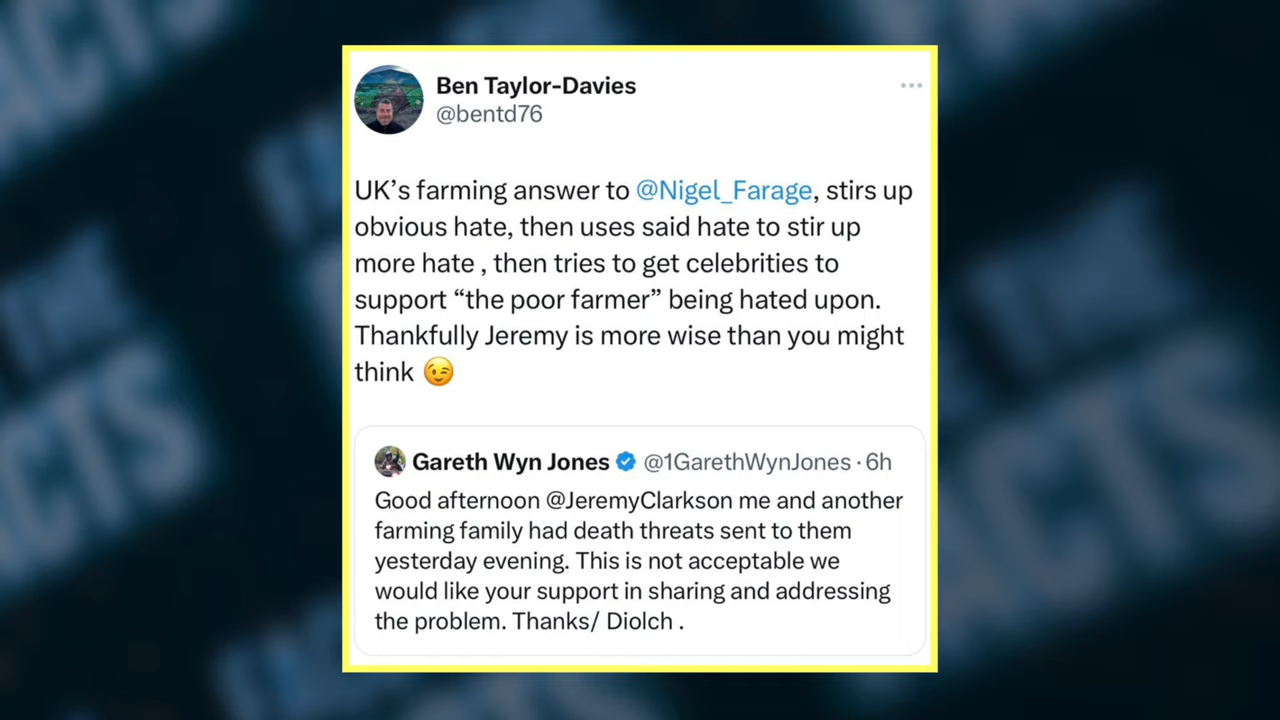 Ben Taylor-Davies
@bentd76
UK’s farming answer to @Nigel_Farage, stirs up
obvious hate, then uses said hate to stir up
more hate , then tries to get celebrities to
support “the poor farmer” being hated upon.
Thankfully Jeremy is more wise than you might
think 😉
Gareth Wyn Jones @1GarethWynJones · 6h
Good afternoon @JeremyClarkson me and another
farming family had death threats sent to them
yesterday evening. This is not acceptable we
would like your support in sharing and addressing
the problem. Thanks/ Diolch .